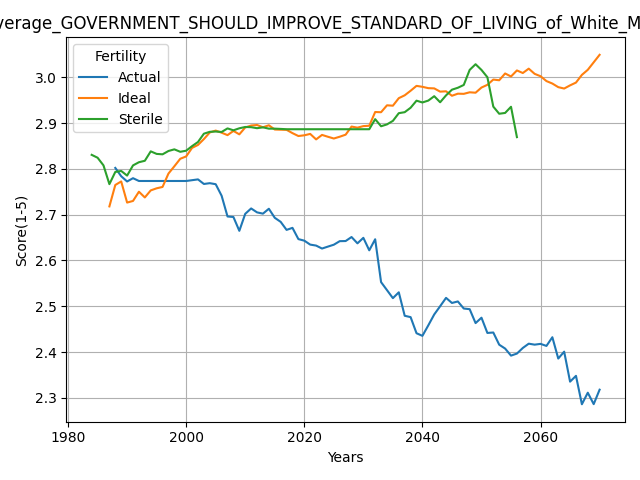 verage_GOVERNMENT_SHOULD_IMPROVE_STANDARD_OF_LIVING_of_White_M
Fertility
Actual
Ideal
Sterile
Score(1-5)
3.0
2.9
2.8
2.7
2.6
2.5
2.4
2.3
1980
2000
2020
2040
2060
Years